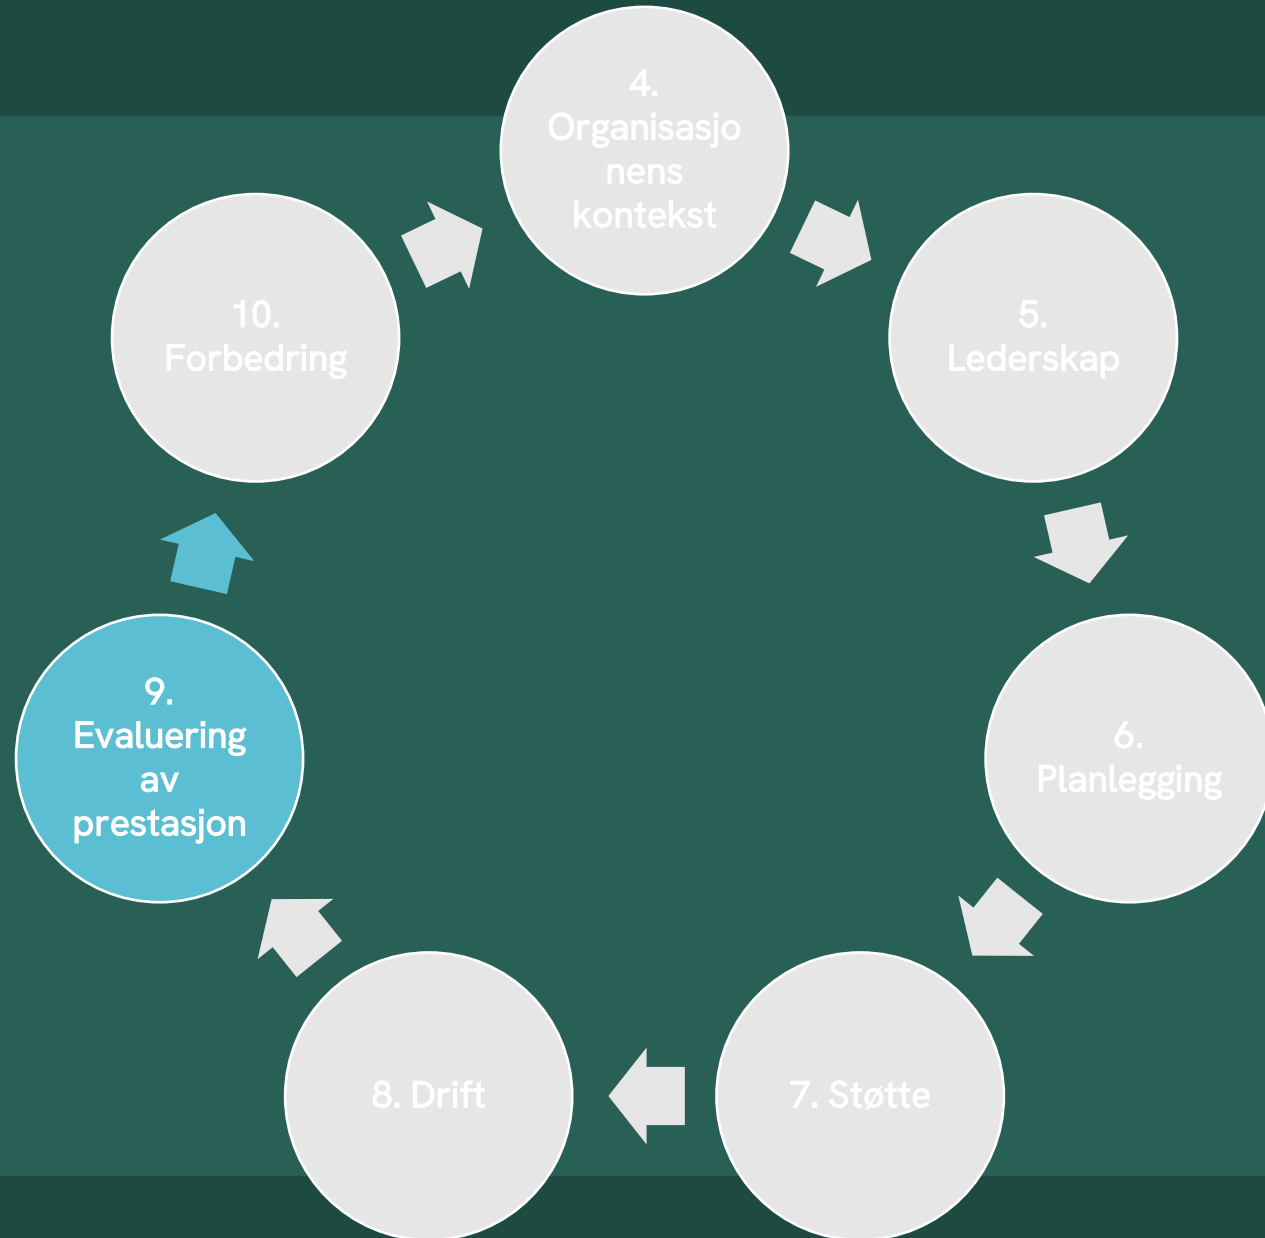 4.
Organisasjo
nens
kontekst
5.
Lederskap
6.
Planlegging
7. Støtte
8. Drift
9.
Evaluering
av
prestasjon
10.
Forbedring